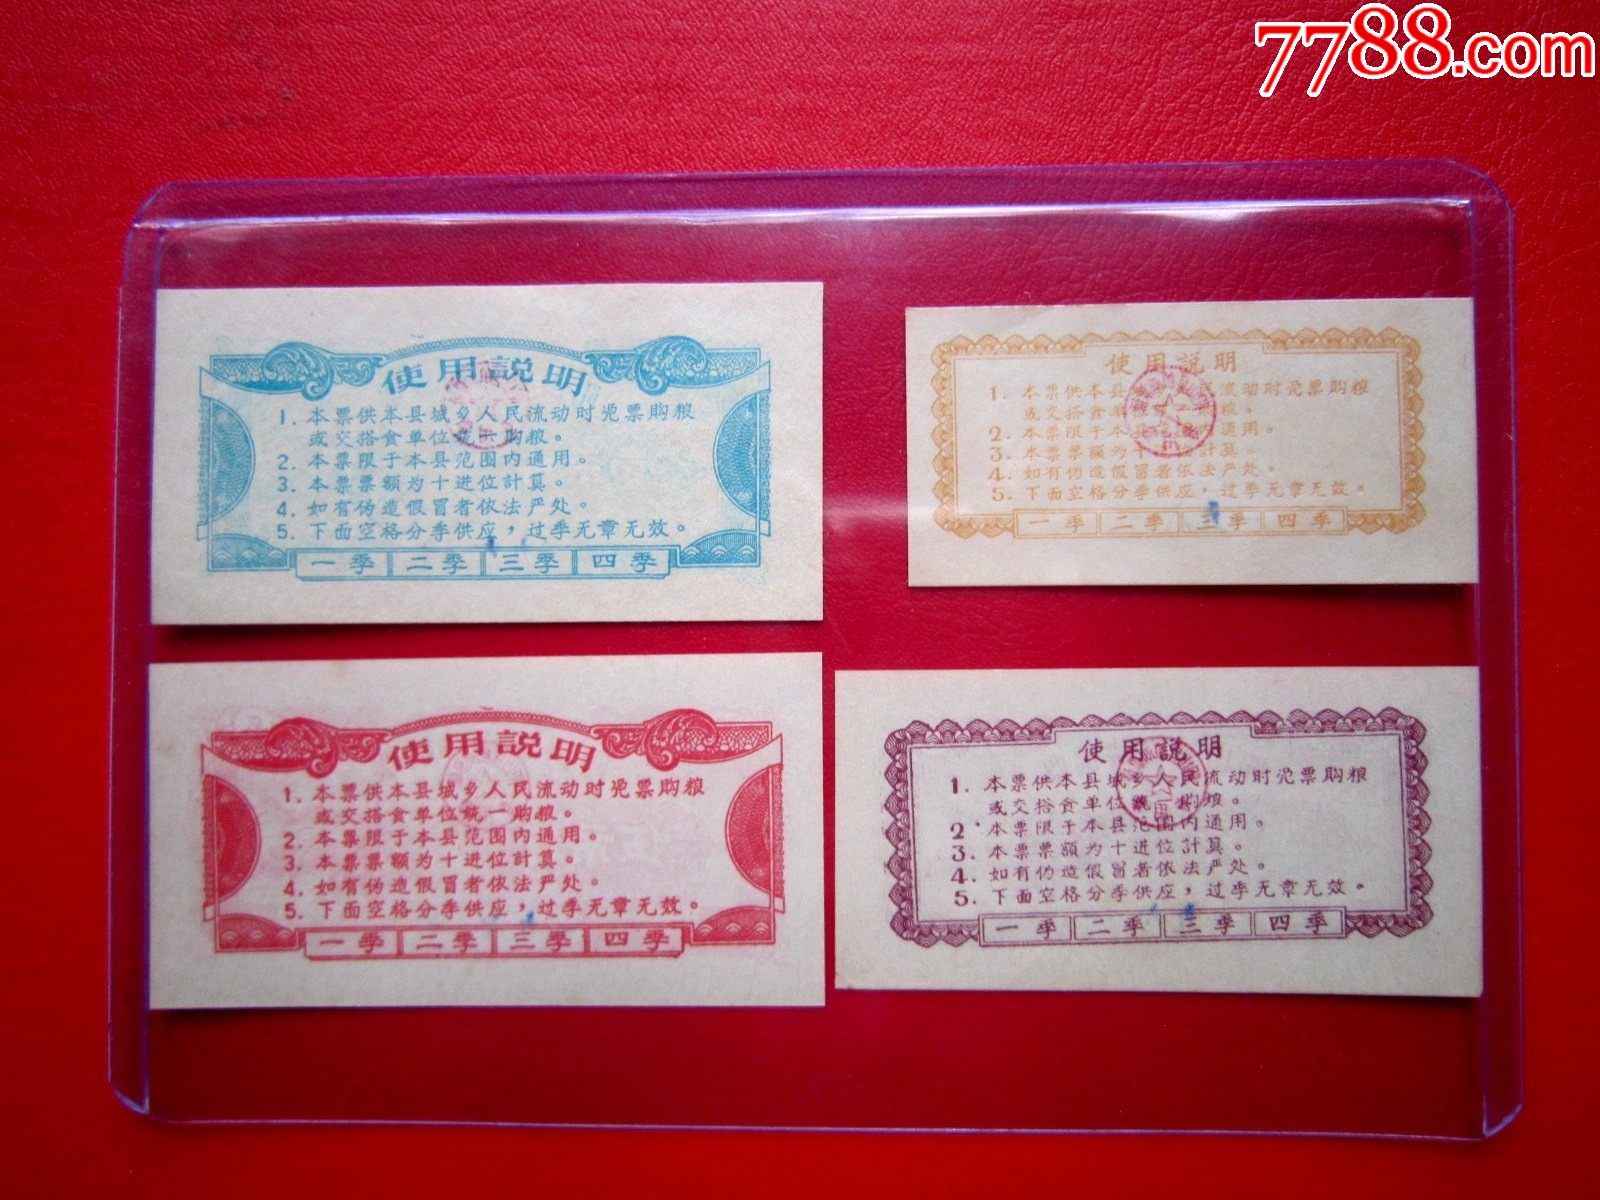 7788.com
使用説明
1. 本票供本县城乡人民流动时凭票购粮
或交搭食单位统一购粮。
2. 本票限于本县范围内通用。
3. 本票票额为十进位計算。
4. 如有伪造假冒者依法严处。
5. 下面空格分季供应，过季无章无效。
一季 二季 三季 四季
使用説明
1. 本票供本县城乡人民流动时凭票购粮
或交搭食单位统一购粮。
2. 本票限于本县范围内通用。
3. 本票票额为十进位計算。
4. 如有伪造假冒者依法严处。
5. 下面空格分季供应，过季无章无效。
一季 二季 三季 四季
使用説明
1. 本票供本县城乡人民流动时凭票购粮
或交搭食单位统一购粮。
2. 本票限于本县范围内通用。
3. 本票票额为十进位計算。
4. 如有伪造假冒者依法严处。
5. 下面空格分季供应，过季无章无效。
一季 二季 三季 四季
使用説明
1. 本票供本县城乡人民流动时凭票购粮
或交搭食单位统一购粮。
2. 本票限于本县范围内通用。
3. 本票票额为十进位計算。
4. 如有伪造假冒者依法严处。
5. 下面空格分季供应，过季无章无效。
一季 二季 三季 四季